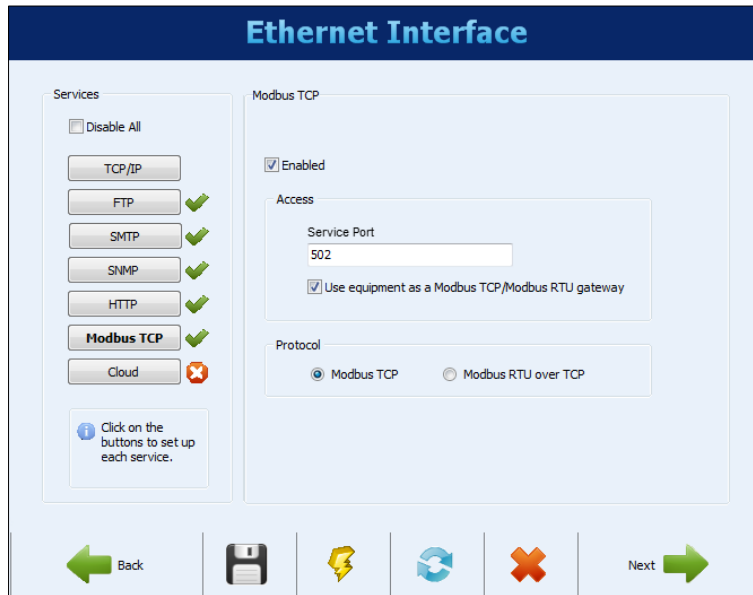 Ethernet Interface
Services
Disable All
TCP/IP
FTP
SMTP
SNMP
HTTP
Modbus TCP
Cloud
Click on the
buttons to set up
each service.
Modbus TCP
Enabled
Access
Service Port
502
Use equipment as a Modbus TCP/Modbus RTU gateway
Protocol
Modbus TCP
Modbus RTU over TCP
Back
Next